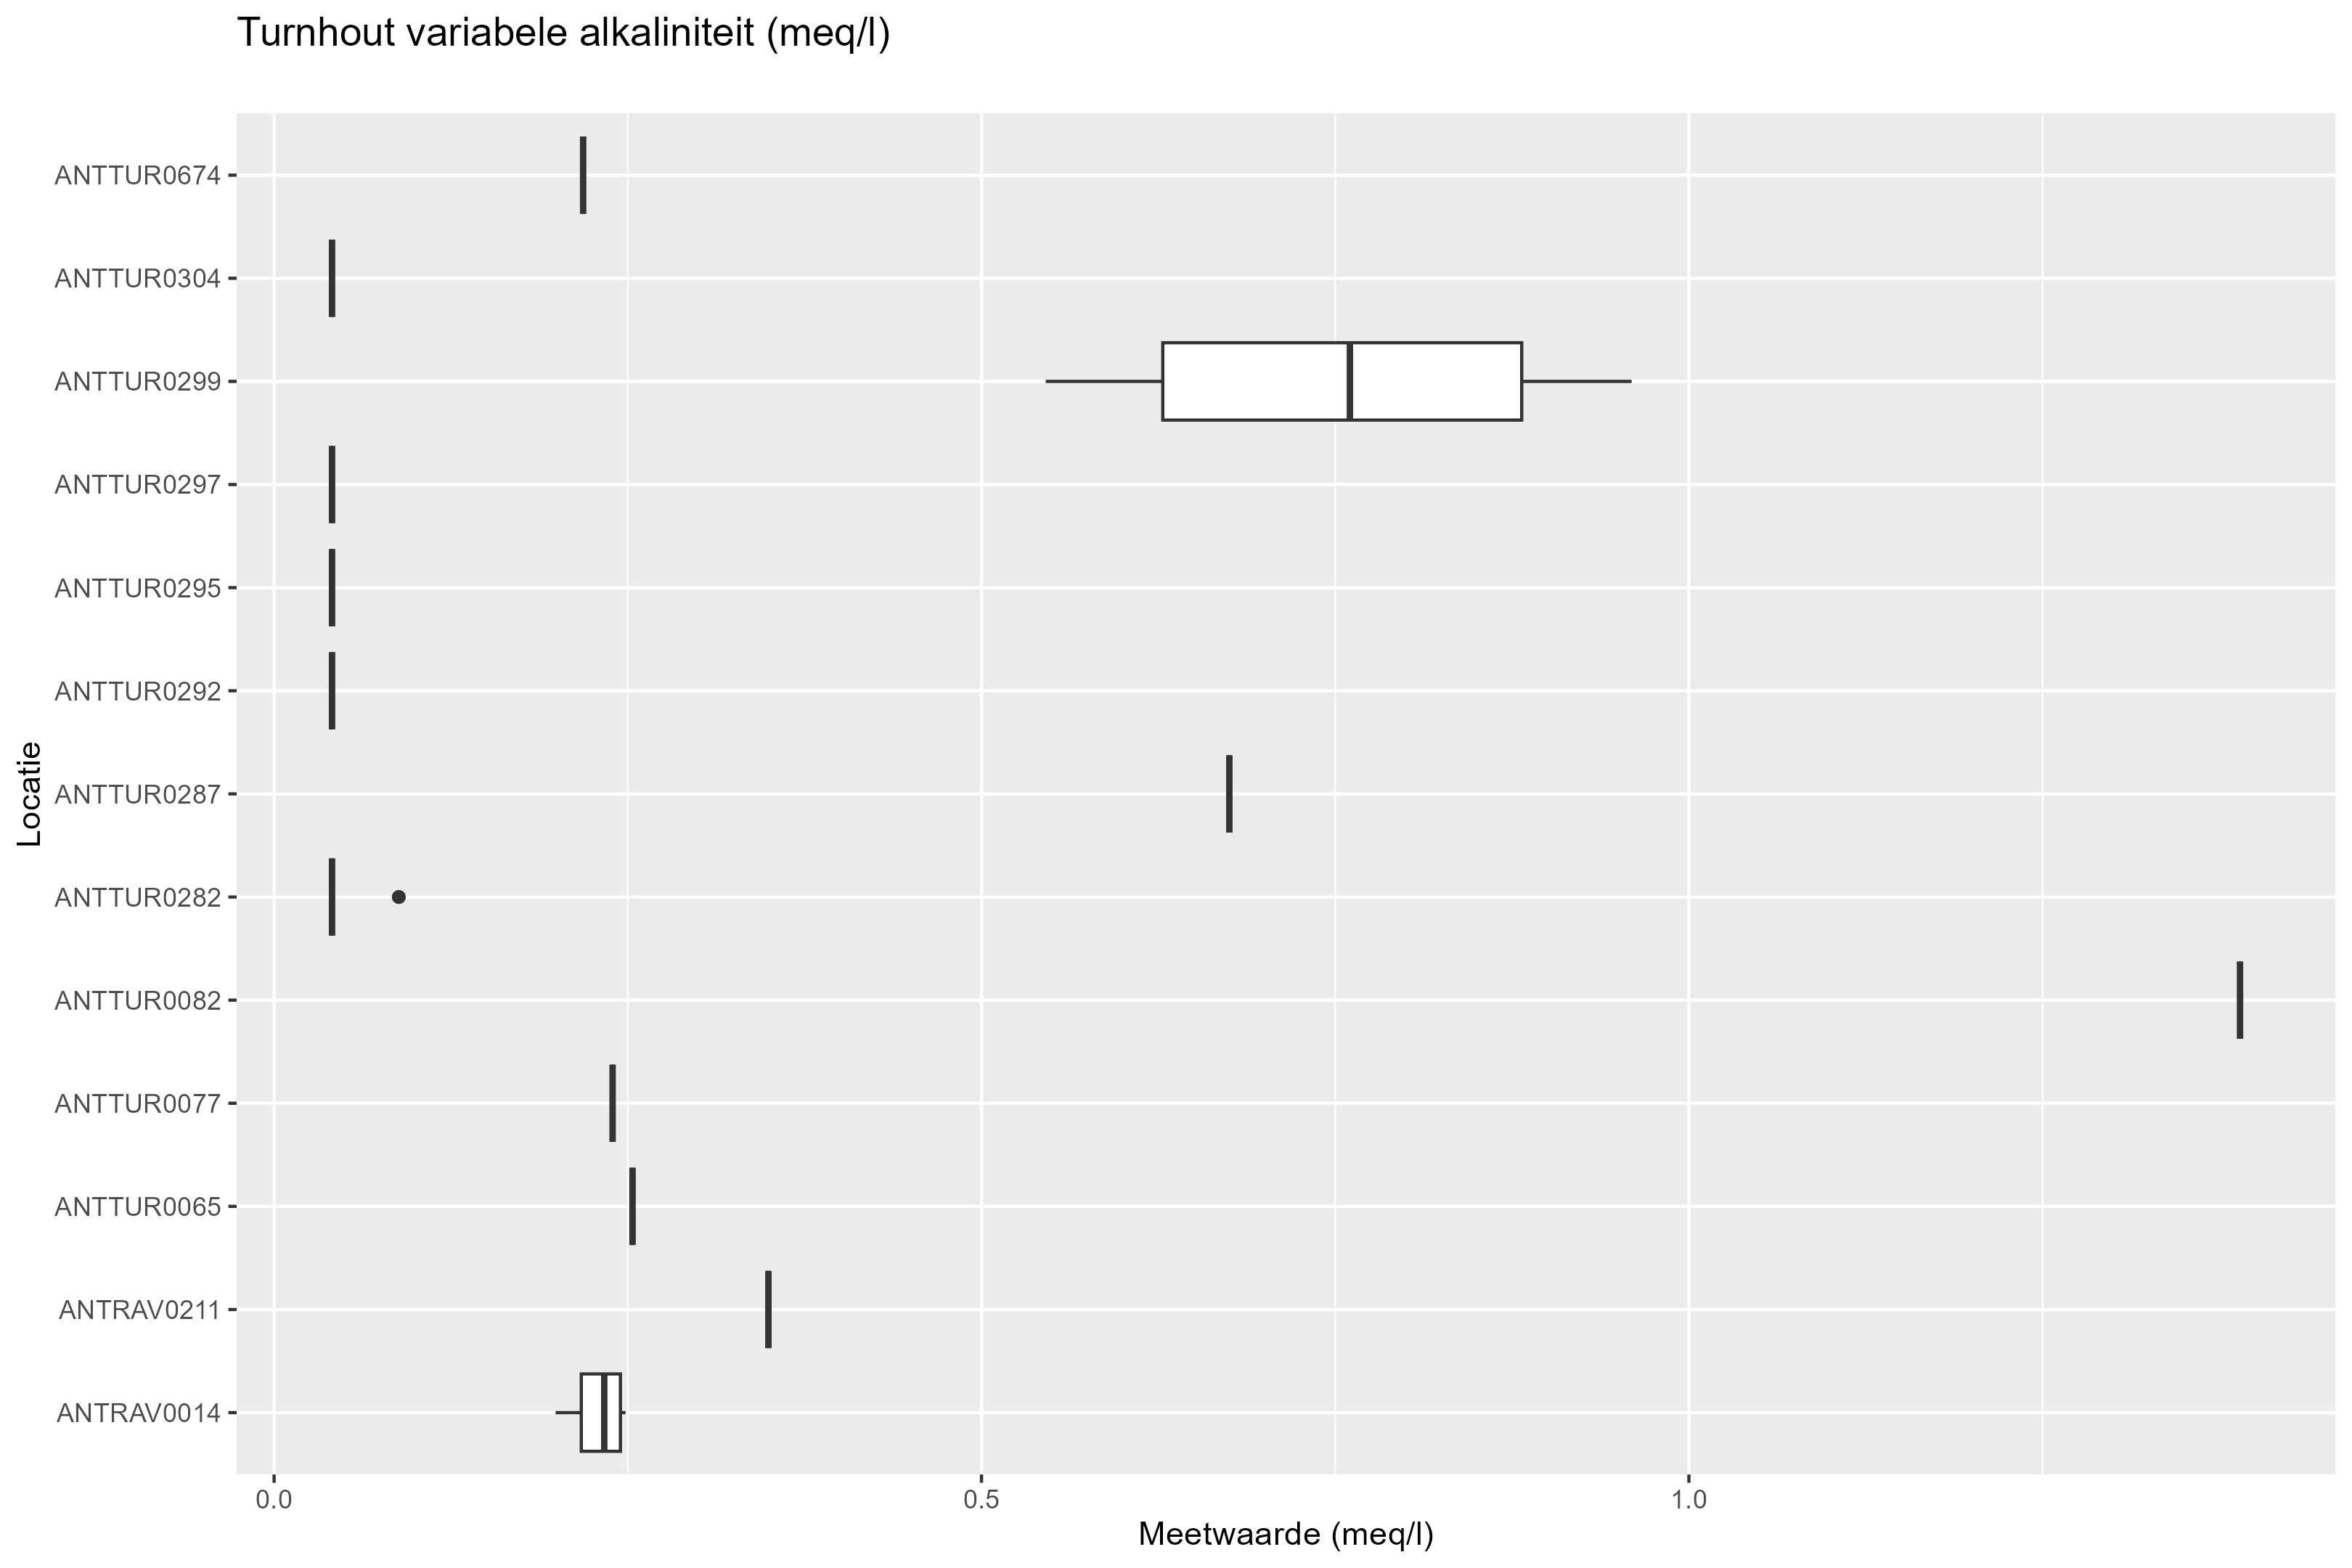 Turnhout variabele alkaliniteit (meq/l)
ANTTUR0674
ANTTUR0304
ANTTUR0299
ANTTUR0297
ANTTUR0295
ANTTUR0292
ANTTUR0287
ANTTUR0282
ANTTUR0082
ANTTUR0077
ANTTUR0065
ANTRAV0211
ANTRAV0014
Locatie
0.0 0.5 1.0
Meetwaarde (meq/l)